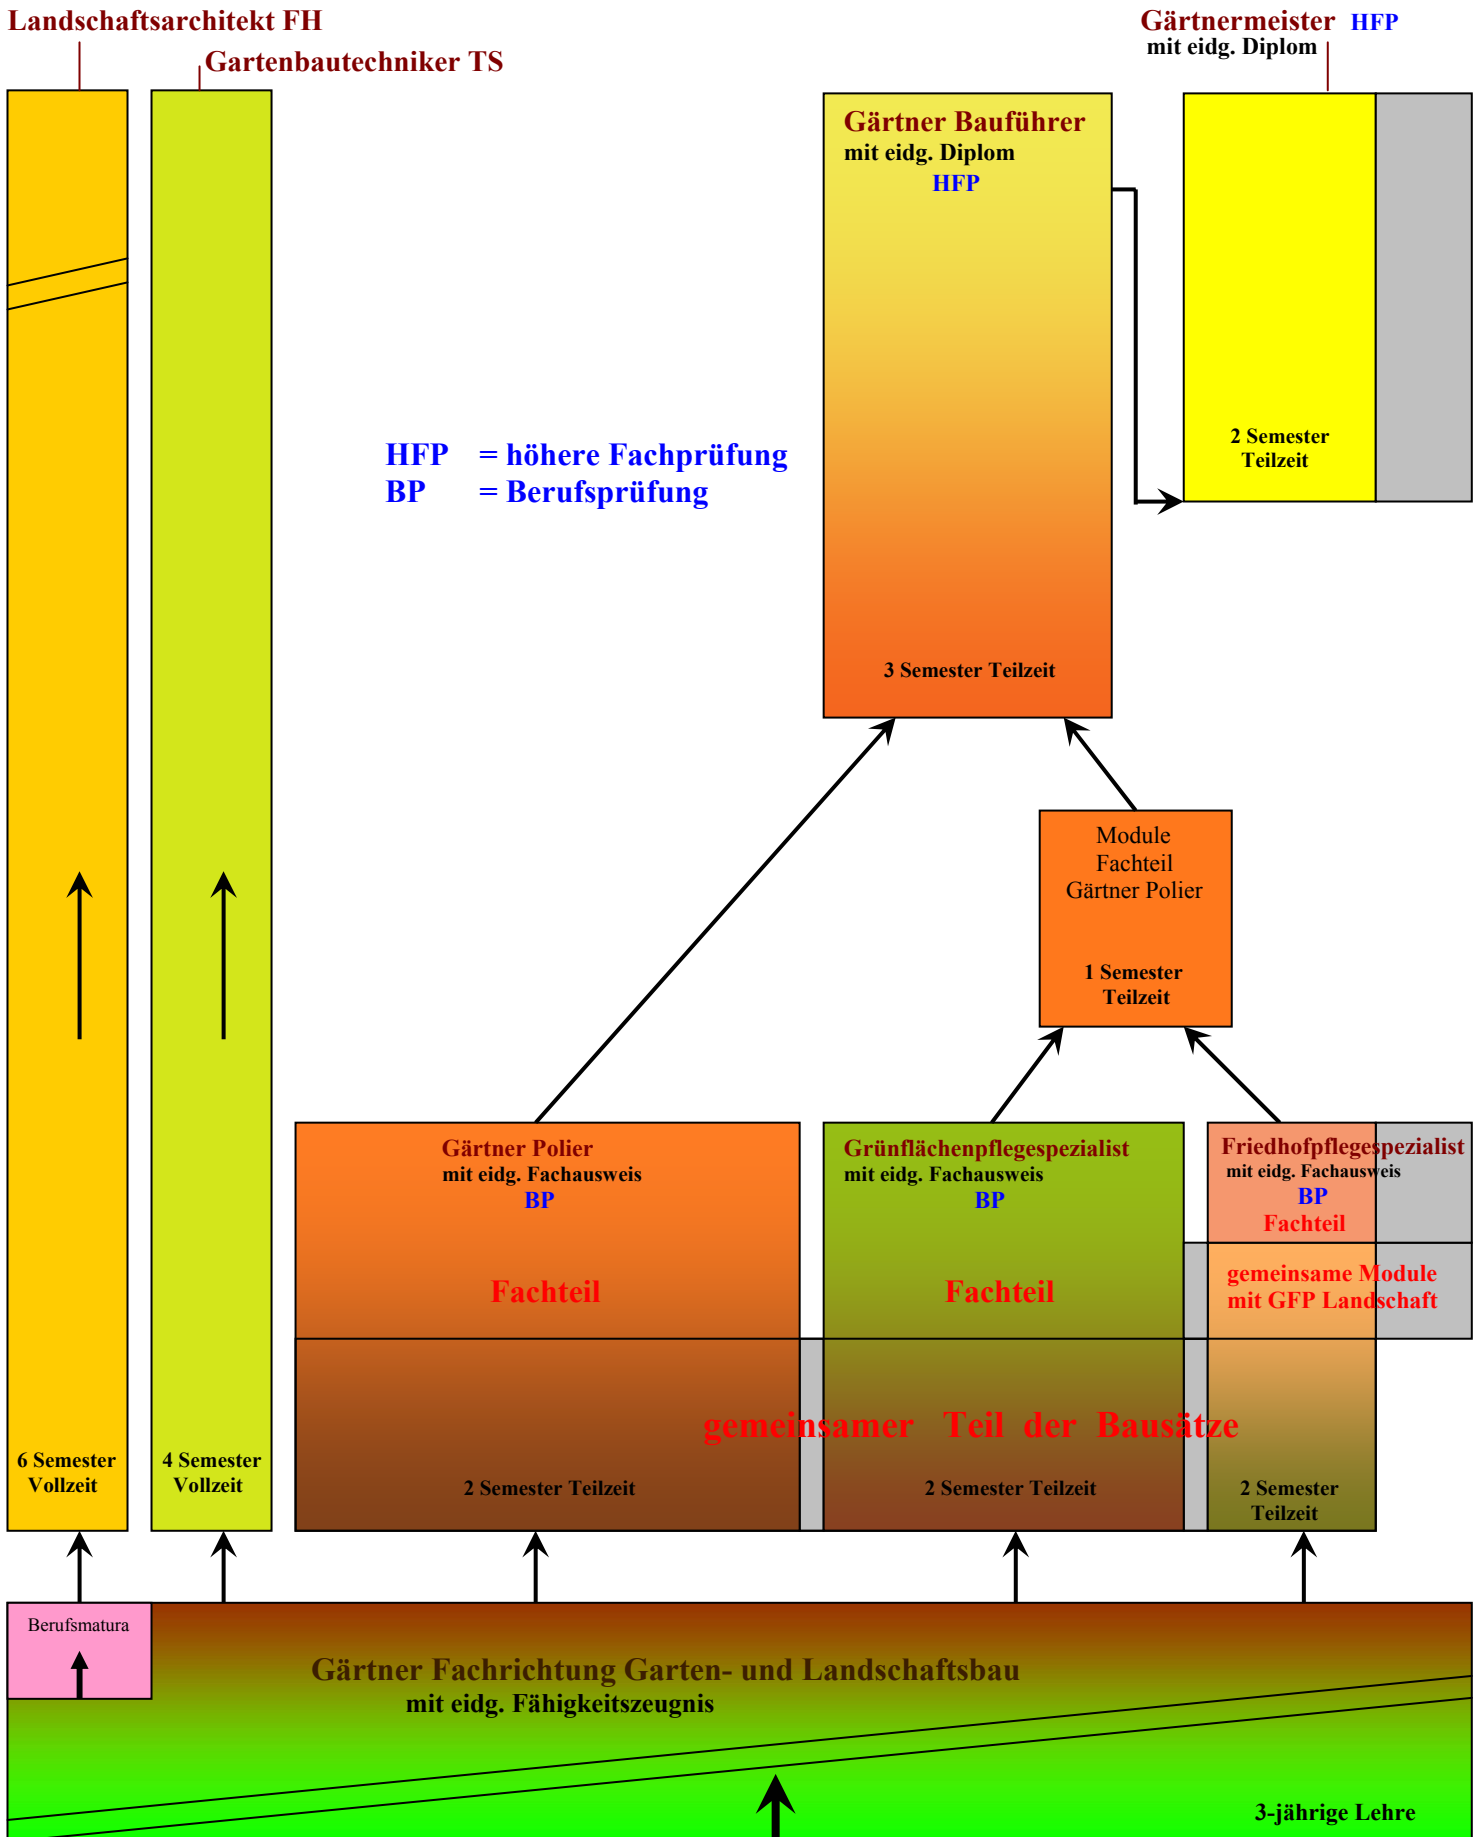 Landschaftsarchitekt FH
Gartenbautechniker TS
Gärtnermeister HFP
mit eidg. Diplom
Gärtner Bauführer
mit eidg. Diplom
HFP
2 Semester
Teilzeit
HFP = höhere Fachprüfung
BP = Berufsprüfung
3 Semester Teilzeit
Module
Fachteil
Gärtner Polier
1 Semester
Teilzeit
Gärtner Polier
mit eidg. Fachausweis
BP
Fachteil
Grünflächenpflegespezialist
mit eidg. Fachausweis
BP
Fachteil
Friedhofpflegespezialist
mit eidg. Fachausweis
BP
Fachteil
gemeinsame Module
mit GFP Landschaft
gemeinsamer Teil der Bausätze
6 Semester
Vollzeit
4 Semester
Vollzeit
2 Semester Teilzeit
2 Semester Teilzeit
2 Semester
Teilzeit
Berufsmatura
Gärtner Fachrichtung Garten- und Landschaftsbau
mit eidg. Fähigkeitszeugnis
3-jährige Lehre